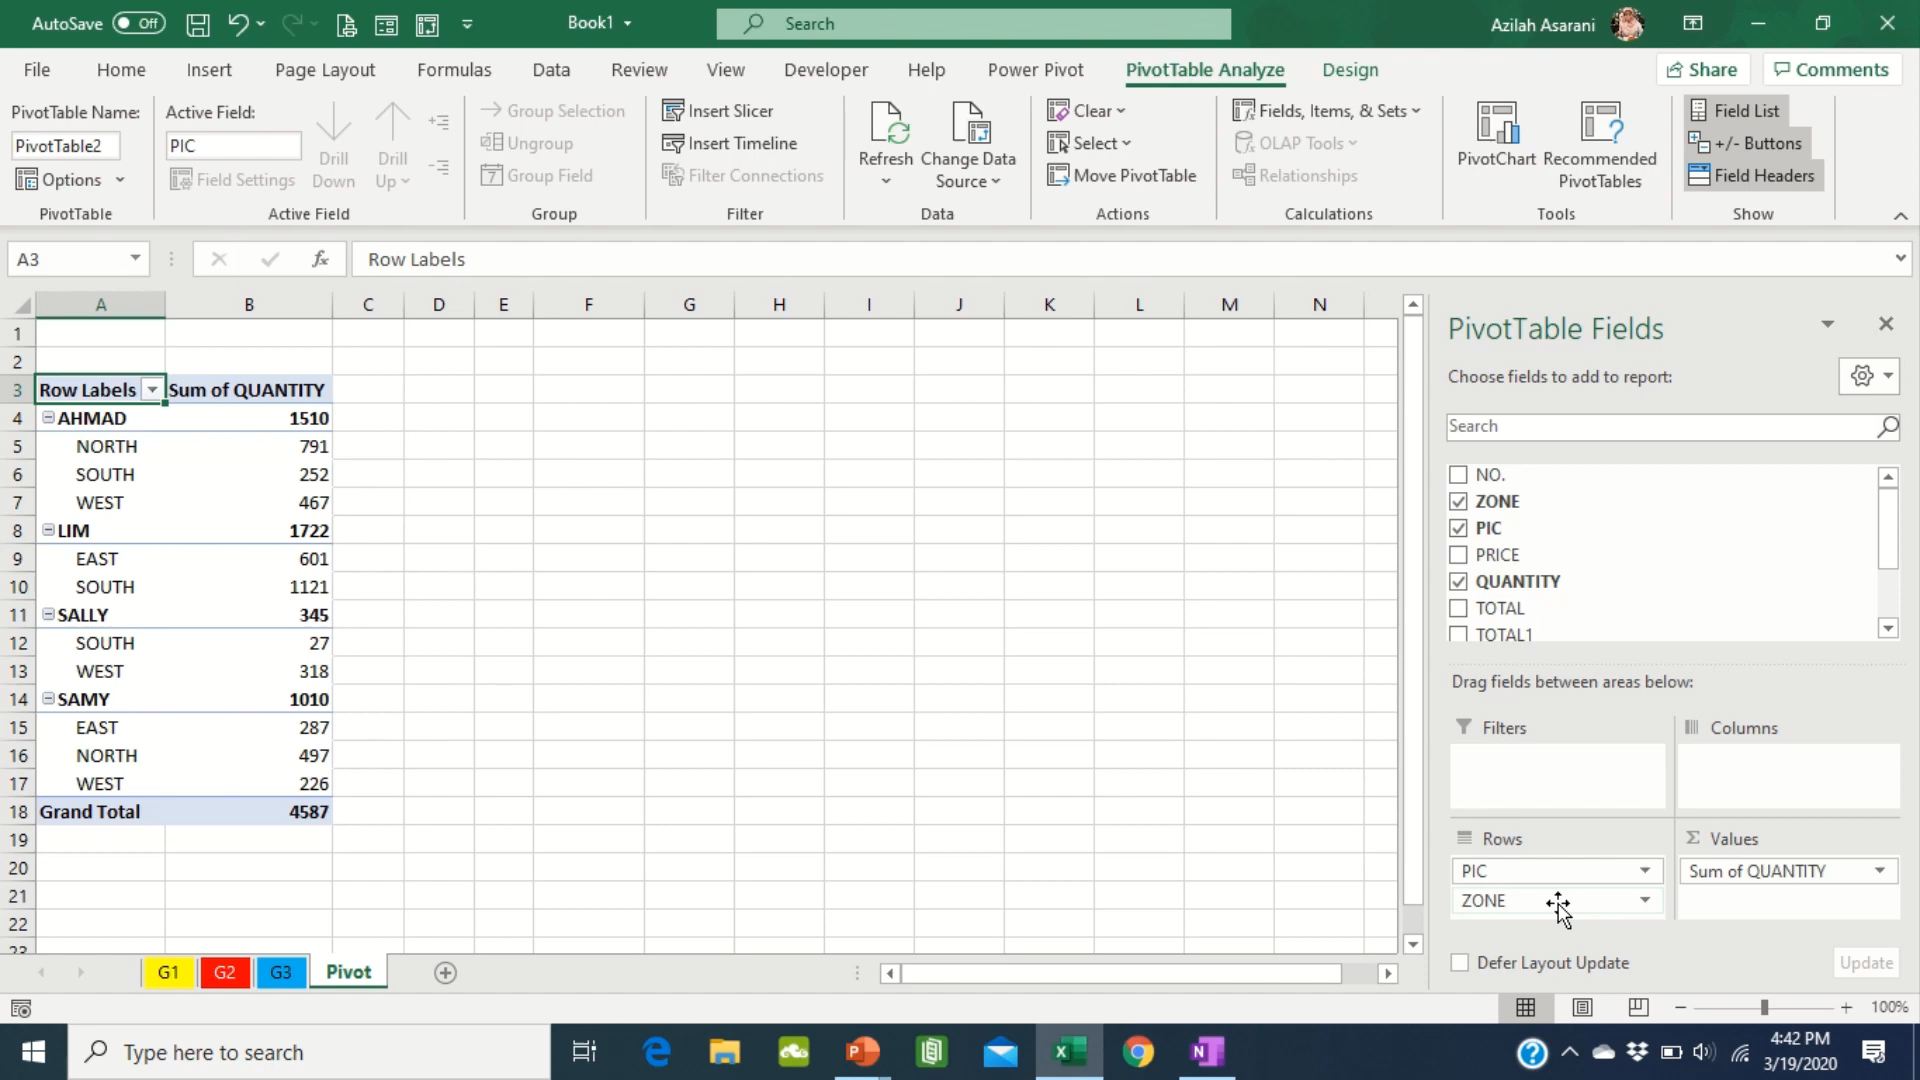 AutoSave Off Book1 Search Azilah Asarani
File Home Insert Page Layout Formulas Data Review View Developer Help Power Pivot PivotTable Analyze Design Share Comments
PivotTable Name:
PivotTable2
Options
PivotTable
Active Field:
PIC
Field Settings
Drill
Down
Drill
Up
Active Field
Group Selection
Ungroup
7 Group Field
Group
Insert Slicer
Insert Timeline
Filter Connections
Filter
Refresh
Change Data
Source
Data
Clear
Select
Move PivotTable
Actions
Fields, Items, & Sets
OLAP Tools
Relationships
Calculations
PivotChart
Recommended
PivotTables
Tools
Field List
+/- Buttons
Field Headers
Show
A3 fx Row Labels
A B C D E F G H I J K L M N
1
2
3 Row Labels Sum of QUANTITY
4 AHMAD 1510
5 NORTH 791
6 SOUTH 252
7 WEST 467
8 LIM 1722
9 EAST 601
10 SOUTH 1121
11 SALLY 345
12 SOUTH 27
13 WEST 318
14 SAMY 1010
15 EAST 287
16 NORTH 497
17 WEST 226
18 Grand Total 4587
19
20
21
22
23
PivotTable Fields
Choose fields to add to report:
Search
NO.
ZONE
PIC
PRICE
QUANTITY
TOTAL
TOTAL1
Drag fields between areas below:
Filters
Columns
Rows
PIC
ZONE
Σ Values
Sum of QUANTITY
Defer Layout Update Update
G1 G2 G3 Pivot
100%
Type here to search
4:42 PM
3/19/2020